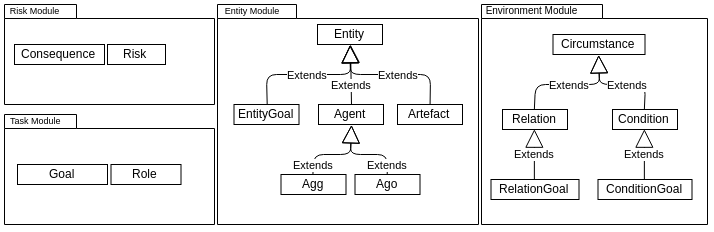 Risk Module
Consequence
Risk
Task Module
Goal
Role
Entity Module
Entity
Extends
Extends
Extends
EntityGoal
Agent
Artefact
Extends
Extends
Agg
Ago
Environment Module
Circumstance
Extends
Extends
Relation
Condition
Extends
Extends
RelationGoal
ConditionGoal